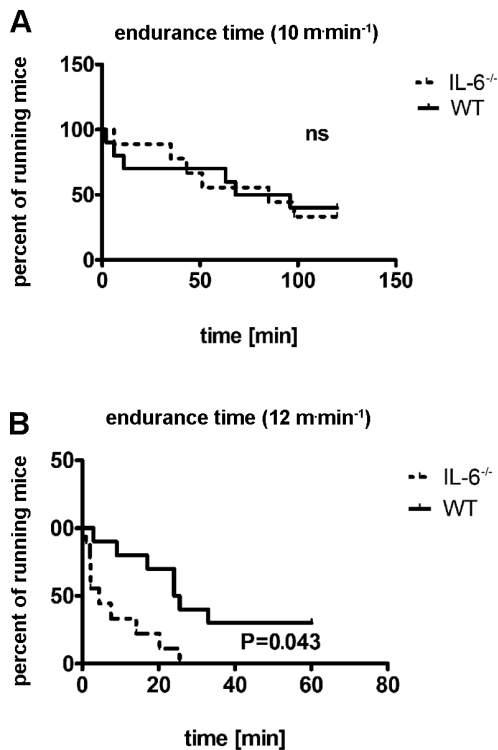 A
endurance time (10 m·min⁻¹)
percent of running mice
150
100
50
0
0 50 100 150
time [min]
ns
IL-6⁻/⁻
WT
B
endurance time (12 m·min⁻¹)
percent of running mice
50
00
50
0
0 20 40 60 80
time [min]
P=0.043
IL-6⁻/⁻
WT